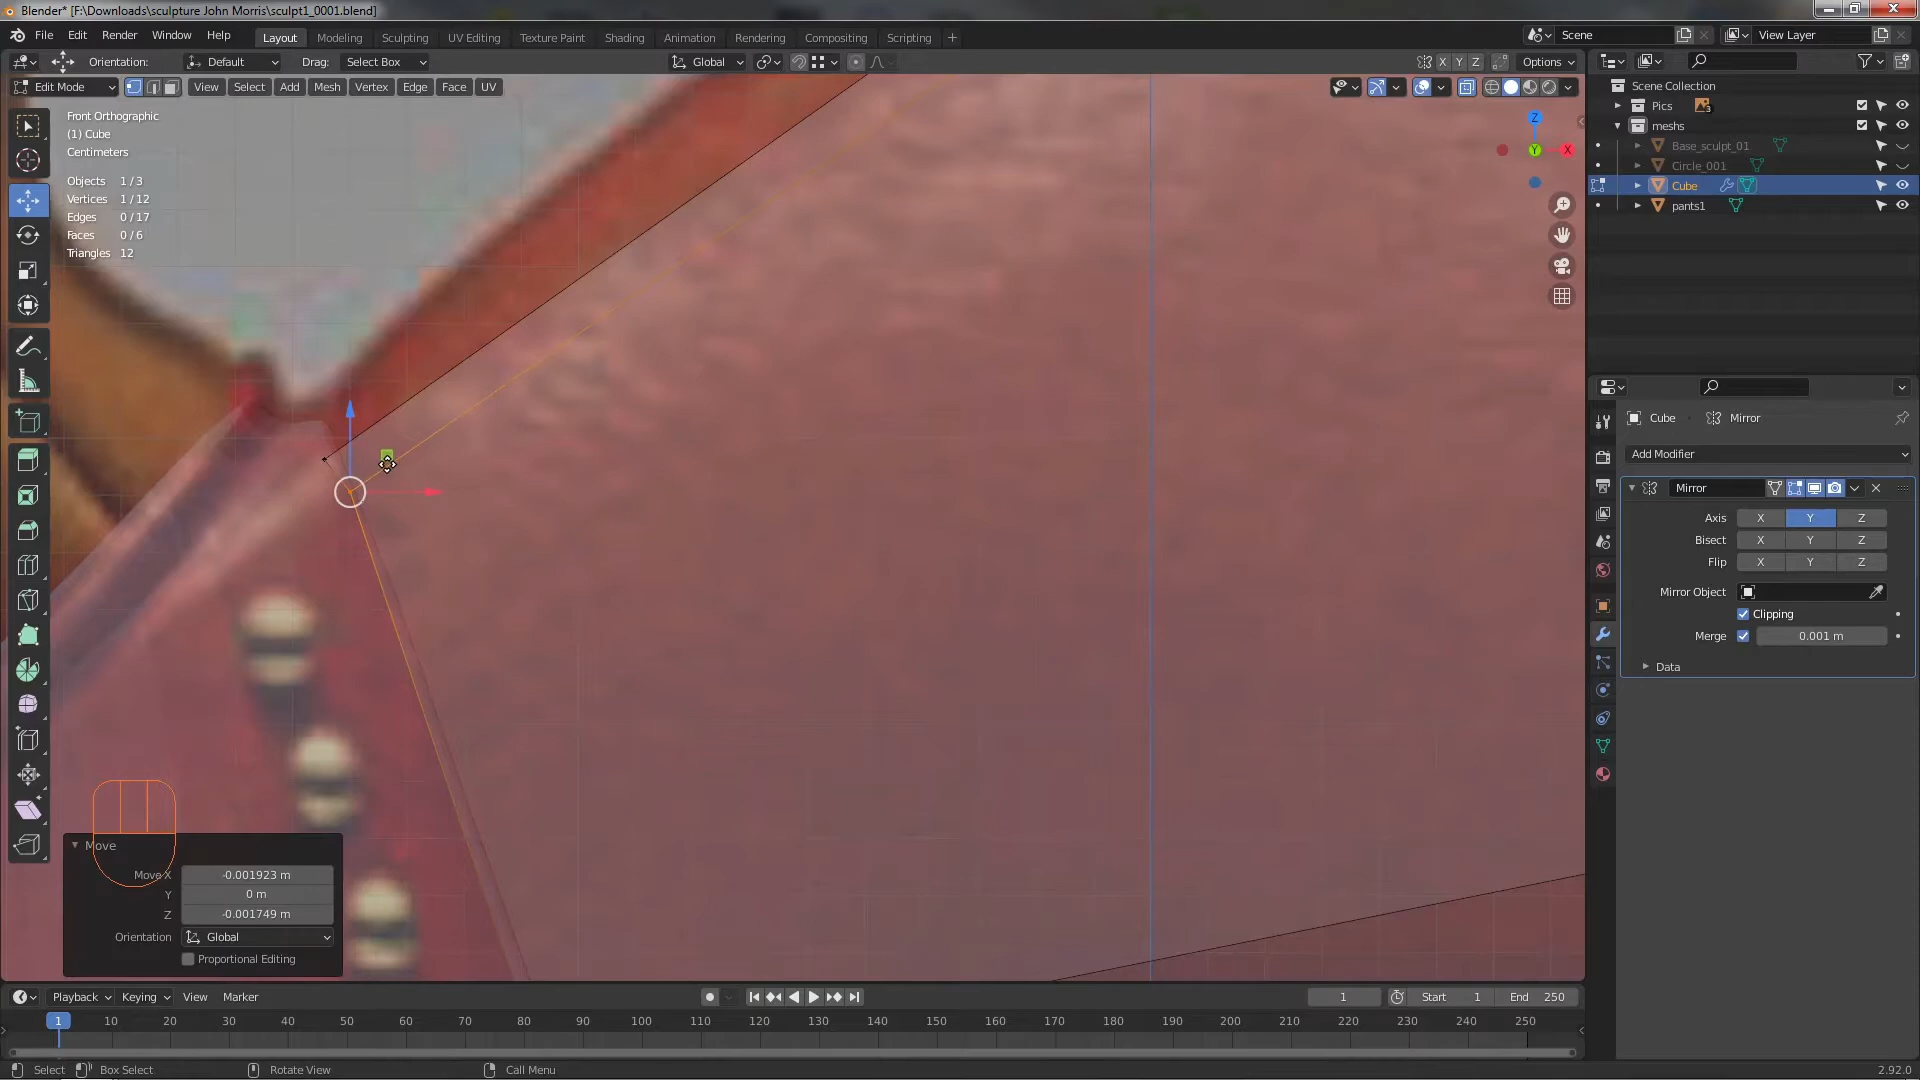 Blender* [F:\Downloads\sculpture John Morris\sculpt1_0001.blend]
File Edit Render Window Help Layout Modeling Sculpting UV Editing Texture Paint Shading Animation Rendering Compositing Scripting Scene View Layer
Orientation: Default Drag: Select Box Global X Y Z Options
Edit Mode View Select Add Mesh Vertex Edge Face UV
Front Orthographic
(1) Cube
Centimeters
Objects 1 / 3
Vertices 1 / 12
Edges 0 / 17
Faces 0 / 6
Triangles 12
Z
Y
X
Scene Collection
Pics 3
meshs
Base_sculpt_01
Circle_001
Cube
pants1
Cube Mirror
Add Modifier
Mirror
Axis X Y Z
Bisect X Y Z
Flip X Y Z
Mirror Object
Clipping
Merge 0.001 m
Data
Move
Move X -0.001923 m
Y 0 m
Z -0.001749 m
Orientation Global
Proportional Editing
Playback Keying View Marker 1 Start 1 End 250
1 10 20 30 40 50 60 70 80 90 100 110 120 130 140 150 160 170 180 190 200 210 220 230 240 250
Select Box Select Rotate View Call Menu 2.92.0